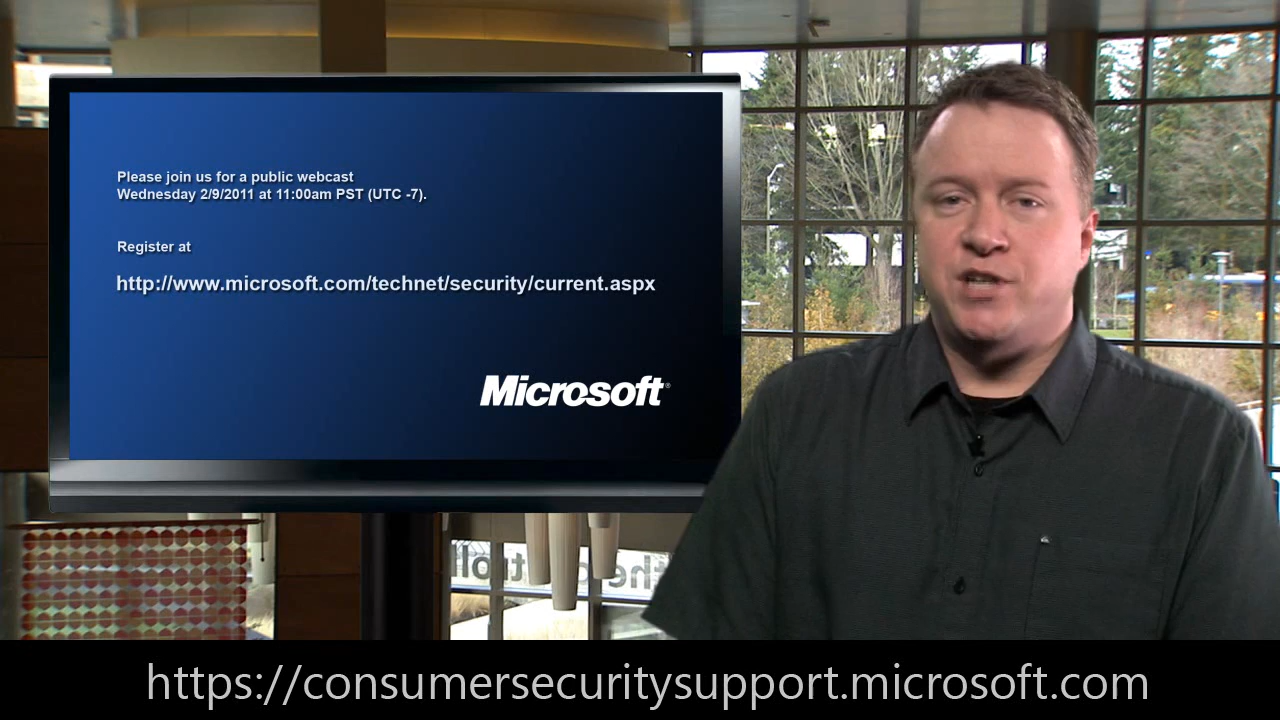 Please join us for a public webcast
Wednesday 2/9/2011 at 11:00am PST (UTC -7).
Register at
http://www.microsoft.com/technet/security/current.aspx
Microsoft®
https://consumersecuritysupport.microsoft.com